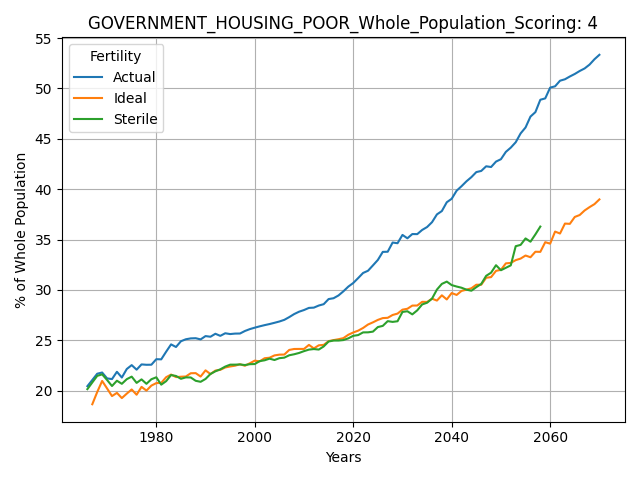 GOVERNMENT_HOUSING_POOR_Whole_Population_Scoring: 4
Fertility
Actual
Ideal
Sterile
% of Whole Population
55
50
45
40
35
30
25
20
1980 2000 2020 2040 2060
Years